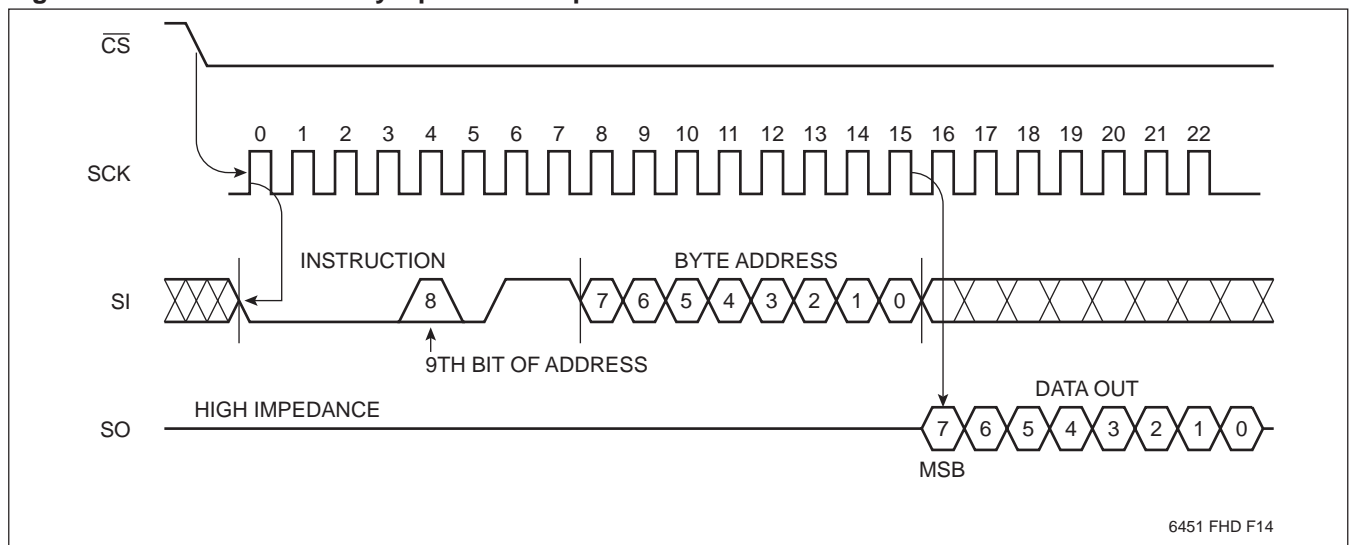 CS
0 1 2 3 4 5 6 7 8 9 10 11 12 13 14 15 16 17 18 19 20 21 22
SCK
INSTRUCTION BYTE ADDRESS
SI 8 7 6 5 4 3 2 1 0
9TH BIT OF ADDRESS
DATA OUT
HIGH IMPEDANCE
SO 7 6 5 4 3 2 1 0
MSB
6451 FHD F14